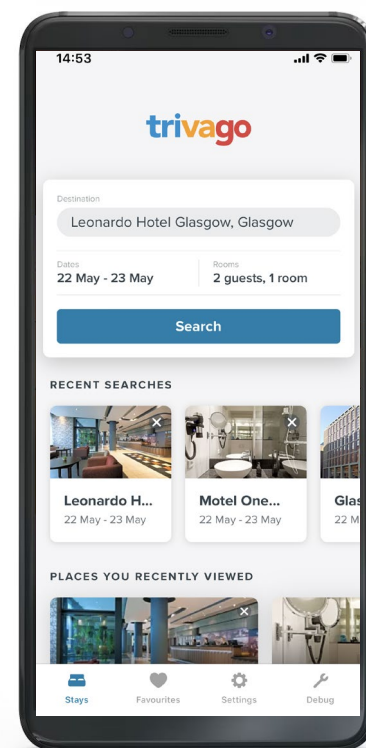 14:53
trivago
Destination
Leonardo Hotel Glasgow, Glasgow
Dates
22 May - 23 May
Rooms
2 guests, 1 room
Search
RECENT SEARCHES
Leonardo H...
22 May - 23 May
Motel One...
22 May - 23 May
Glas
22 M
PLACES YOU RECENTLY VIEWED
Stays
Favourites
Settings
Debug